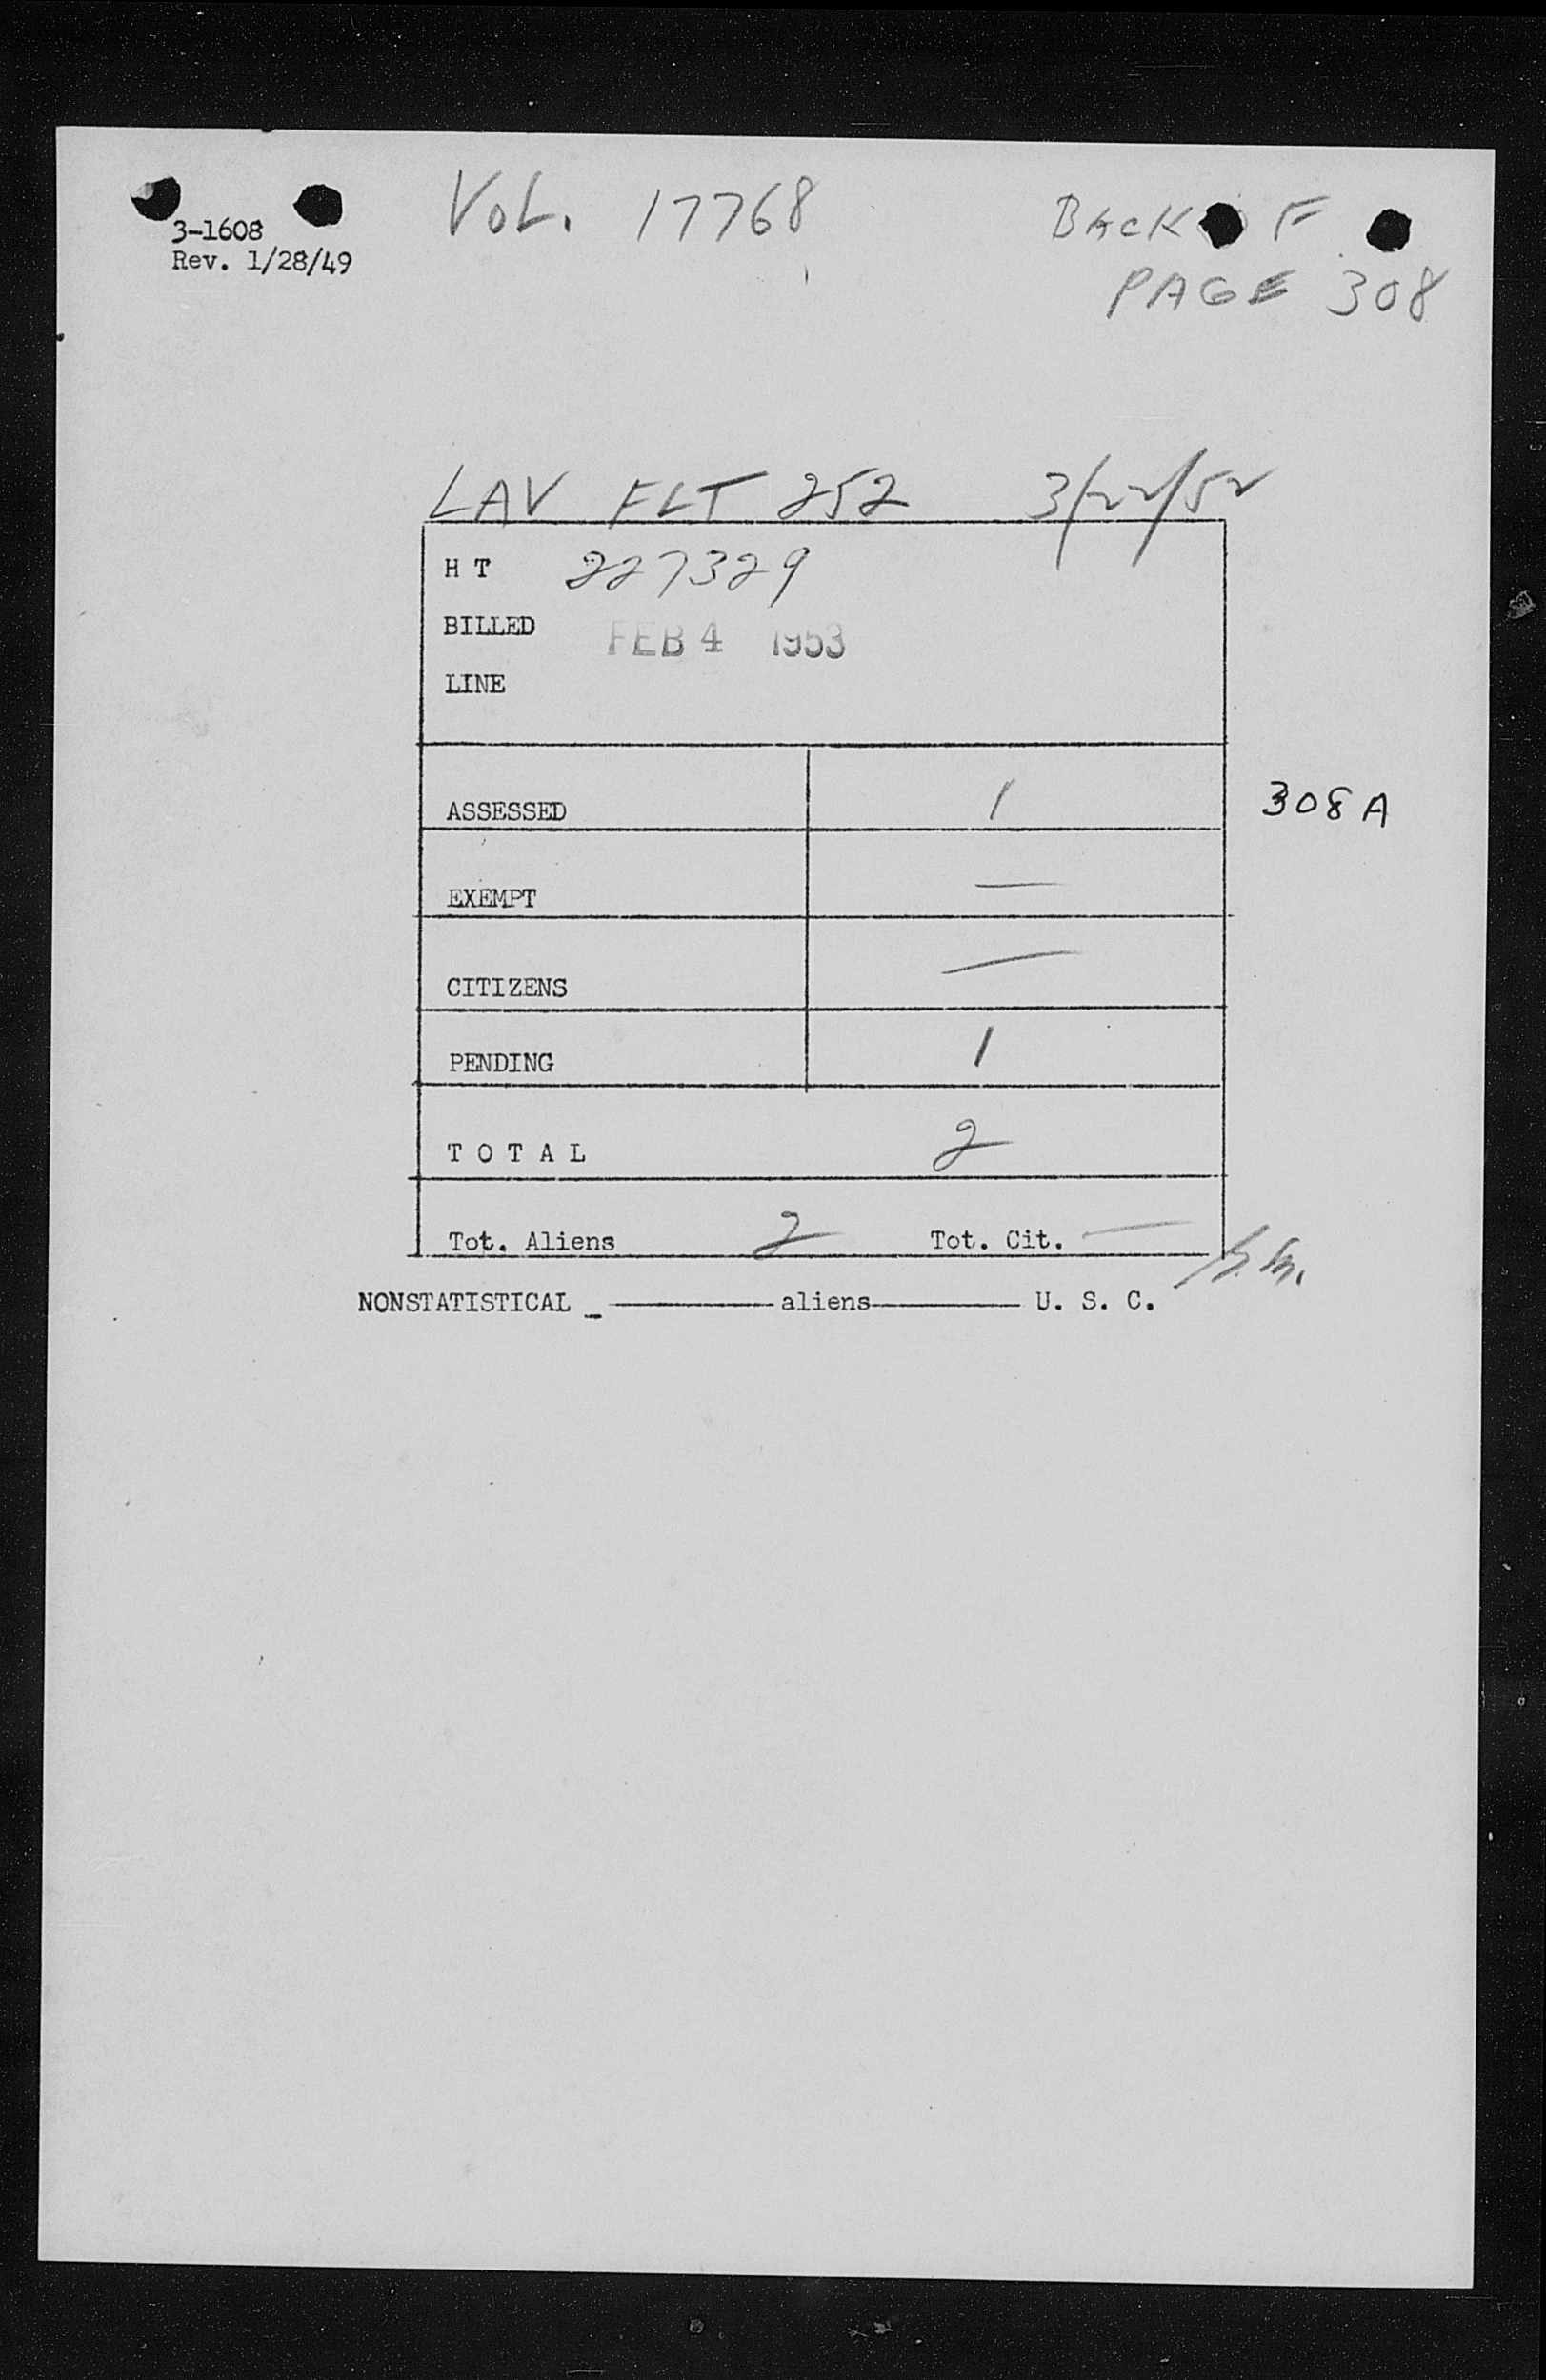 Vol. 17768
BACK OF
PAGE 308
3-1608
Rev. 1/28/49
LAV FLT 252 3/22/52
H T 227329
BILLED FEB 4 1953
LINE
ASSESSED 1
308A
EXEMPT —
CITIZENS —
PENDING 1
T O T A L 2
Tot. Aliens 2 Tot. Cit. —
NONSTATISTICAL _ ———— aliens ———— U. S. C.